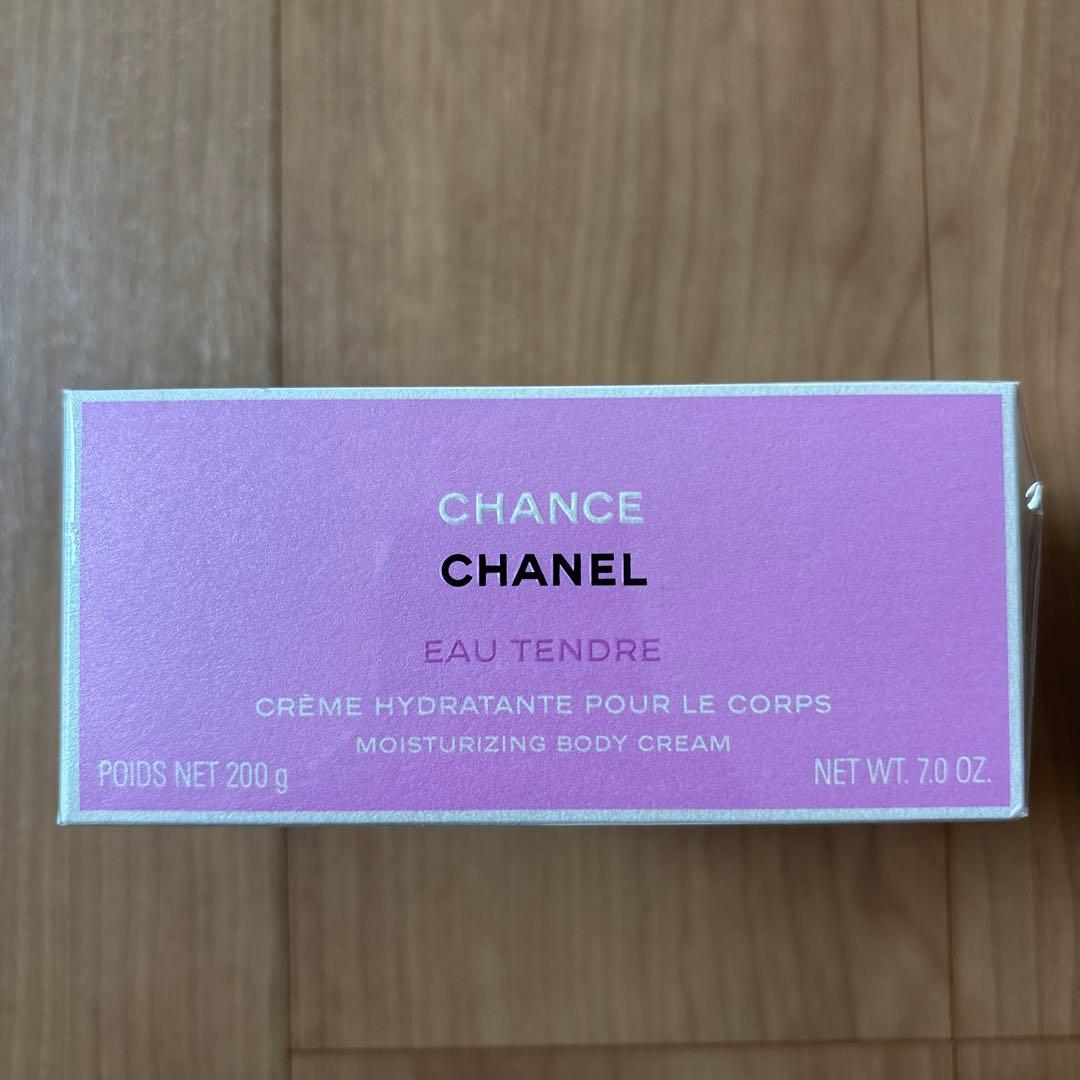 CHANCE
CHANEL
EAU TENDRE
CRÈME HYDRATANTE POUR LE CORPS
MOISTURIZING BODY CREAM
POIDS NET 200 g
NET WT. 7.0 OZ.